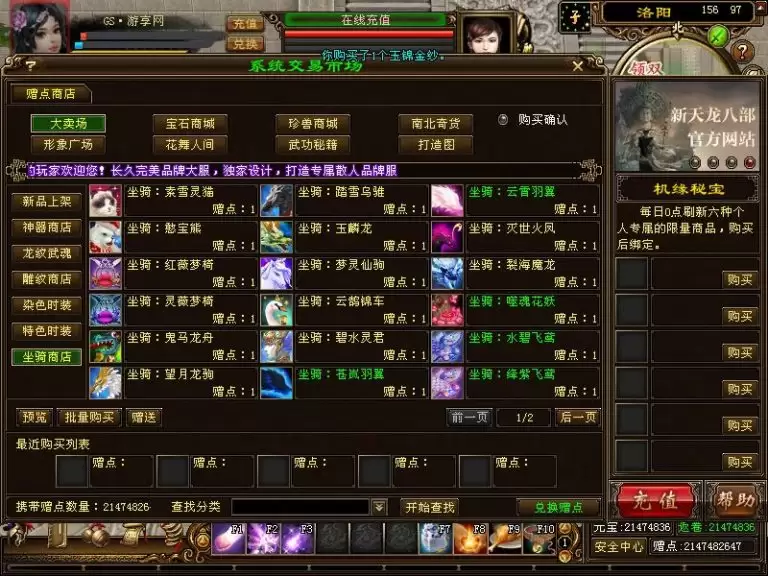 GS·游享网
充值
兑换
在线充值
子
洛阳
156 97
北
你购买了1个玉锦金纱。
领双
?
系统交易市场
赠点商店
大卖场
宝石商城
珍兽商城
南北奇货
购买确认
形象广场
花舞人间
武功秘籍
打造图
的玩家欢迎您!长久完美品牌大服,独家设计,打造专属散人品牌服
新品上架
神器商店
龙纹武魂
雕纹商店
染色时装
特色时装
坐骑商店
坐骑:素雪灵猫
赠点:1
坐骑:踏雪乌骓
赠点:1
坐骑:云霄羽翼
赠点:1
坐骑:憨宝熊
赠点:1
坐骑:玉麟龙
赠点:1
坐骑:灭世火凤
赠点:1
坐骑:红薇梦椅
赠点:1
坐骑:梦灵仙驹
赠点:1
坐骑:裂海魔龙
赠点:1
坐骑:灵薇梦椅
赠点:1
坐骑:云鹄锦车
赠点:1
坐骑:噬魂花妖
赠点:1
坐骑:鬼马龙舟
赠点:1
坐骑:碧水灵君
赠点:1
坐骑:水碧飞鸢
赠点:1
坐骑:望月龙驹
赠点:1
坐骑:苍岚羽翼
赠点:1
坐骑:绛紫飞鸢
赠点:1
预览
批量购买
赠送
前一页
1/2
后一页
最近购买列表
赠点:
赠点:
赠点:
赠点:
赠点:
携带赠点数量:21474826
查找分类
开始查找
兑换赠点
新天龙八部
官方网站
机缘秘宝
每日0点刷新六种个
人专属的限量商品,购买
后绑定。
购买
购买
购买
购买
购买
购买
充值
帮助
F1
F2
F3
F7
F8
F9
F10
1
元宝:21474836
安全中心
赠点:2147482647